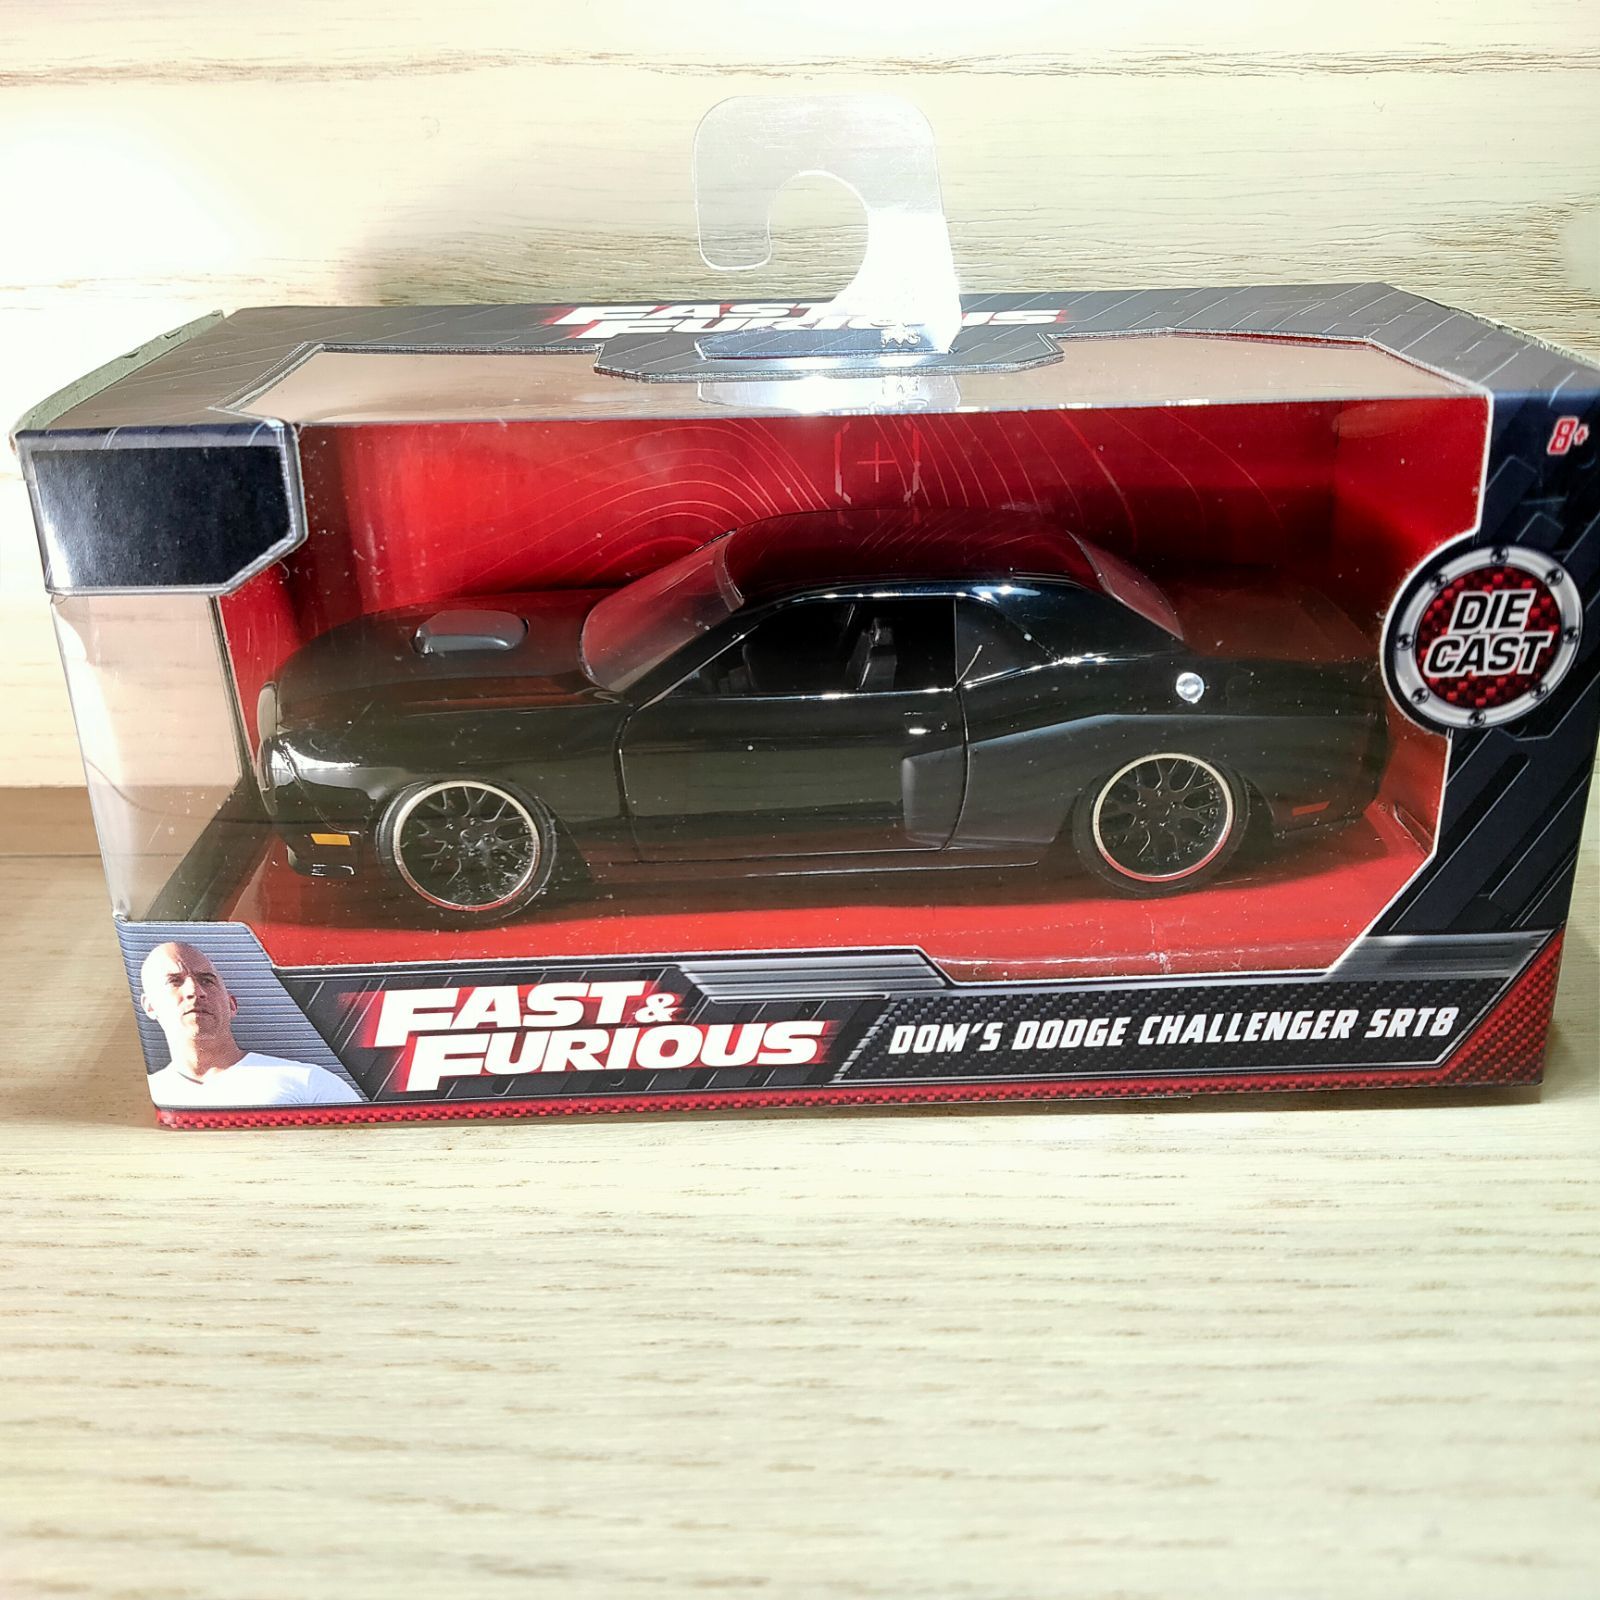 FAST
FURIOUS
8+
DIE
CAST
FAST &
FURIOUS
DOM'S DODGE CHALLENGER SRT8